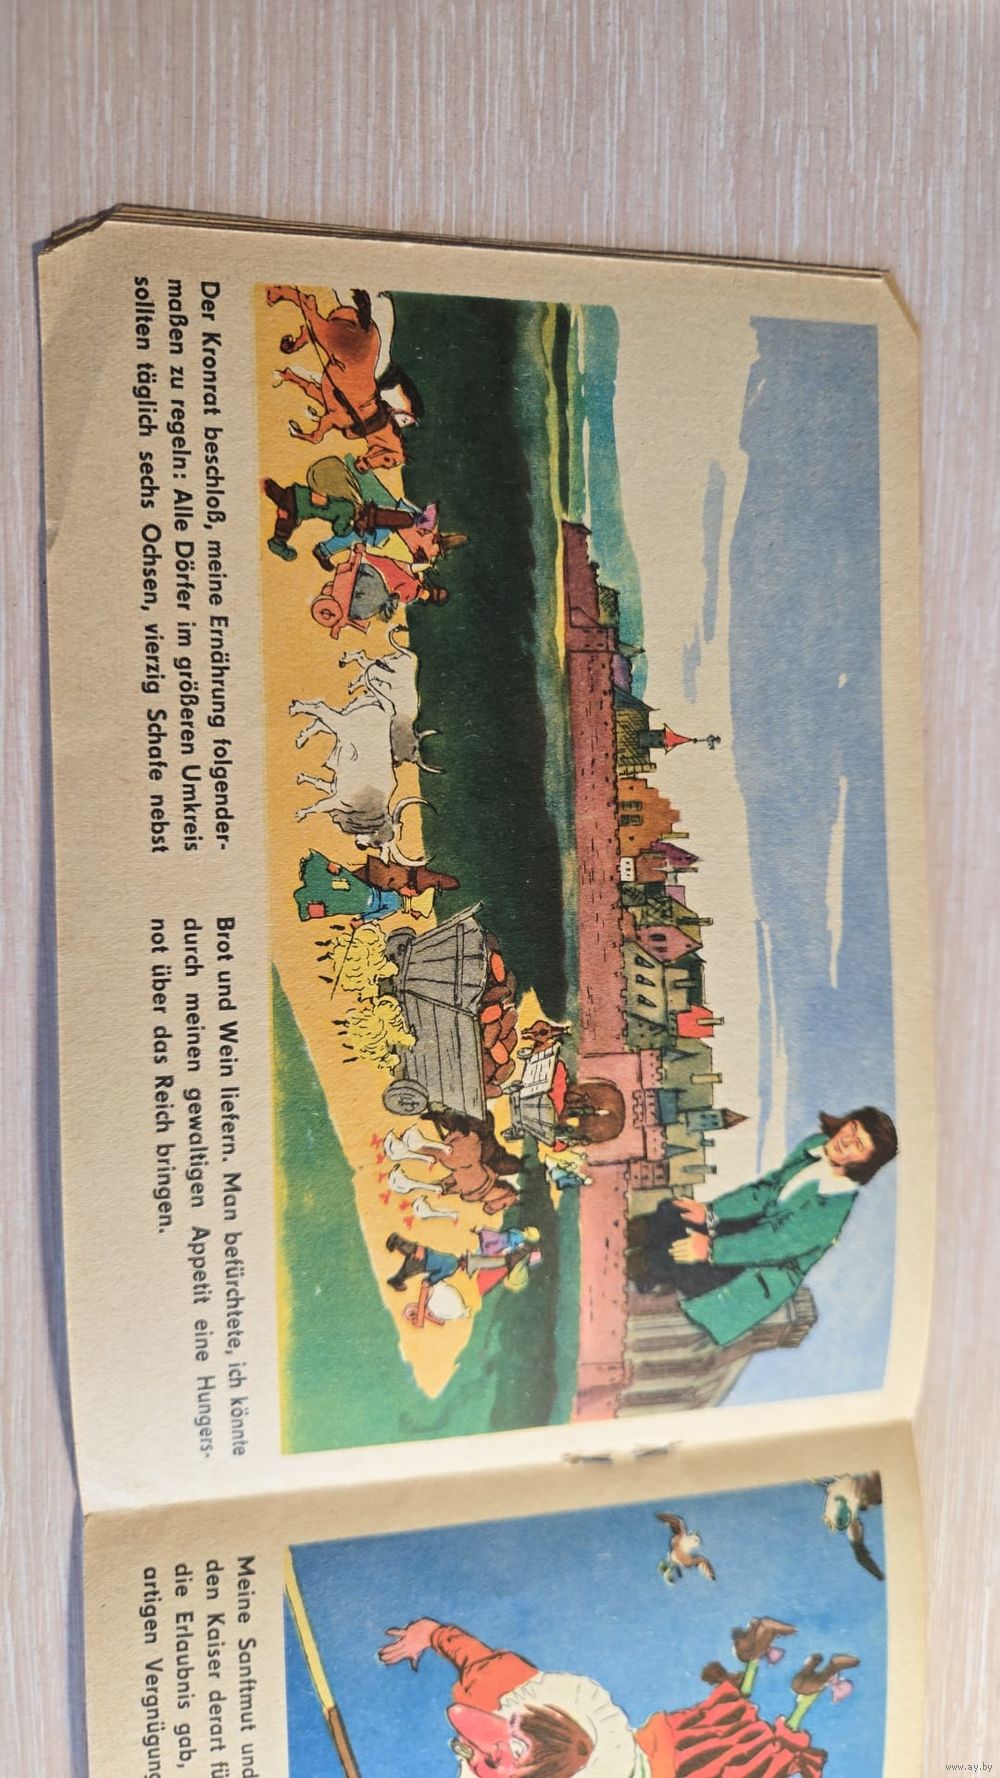 Der Kronrat beschloß, meine Ernährung folgender-
maßen zu regeln: Alle Dörfer im größeren Umkreis
sollten täglich sechs Ochsen, vierzig Schafe nebst
Brot und Wein liefern. Man befürchtete, ich könnte
durch meinen gewaltigen Appetit eine Hungers-
not über das Reich bringen.
Meine Sanftmut und
den Kaiser derart fü
die Erlaubnis gab,
artigen Vergnügung
www.ay.by